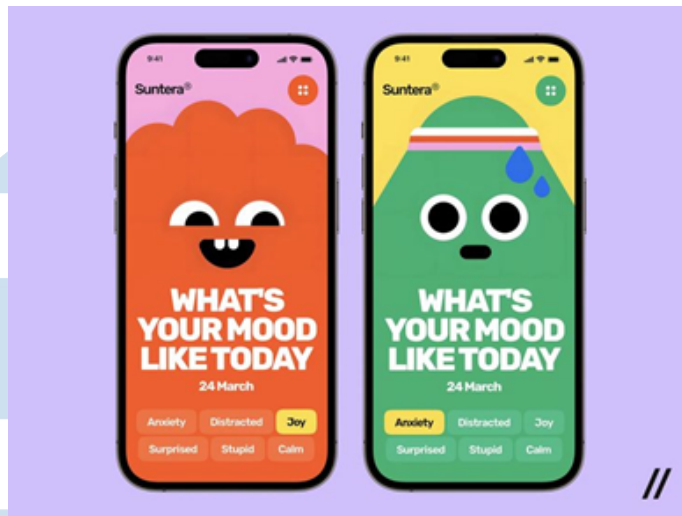 9:41
Suntera®
WHAT'S
YOUR MOOD
LIKE TODAY
24 March
Anxiety Distracted Joy
Surprised Stupid Calm
9:41
Suntera®
WHAT'S
YOUR MOOD
LIKE TODAY
24 March
Anxiety Distracted Joy
Surprised Stupid Calm
//